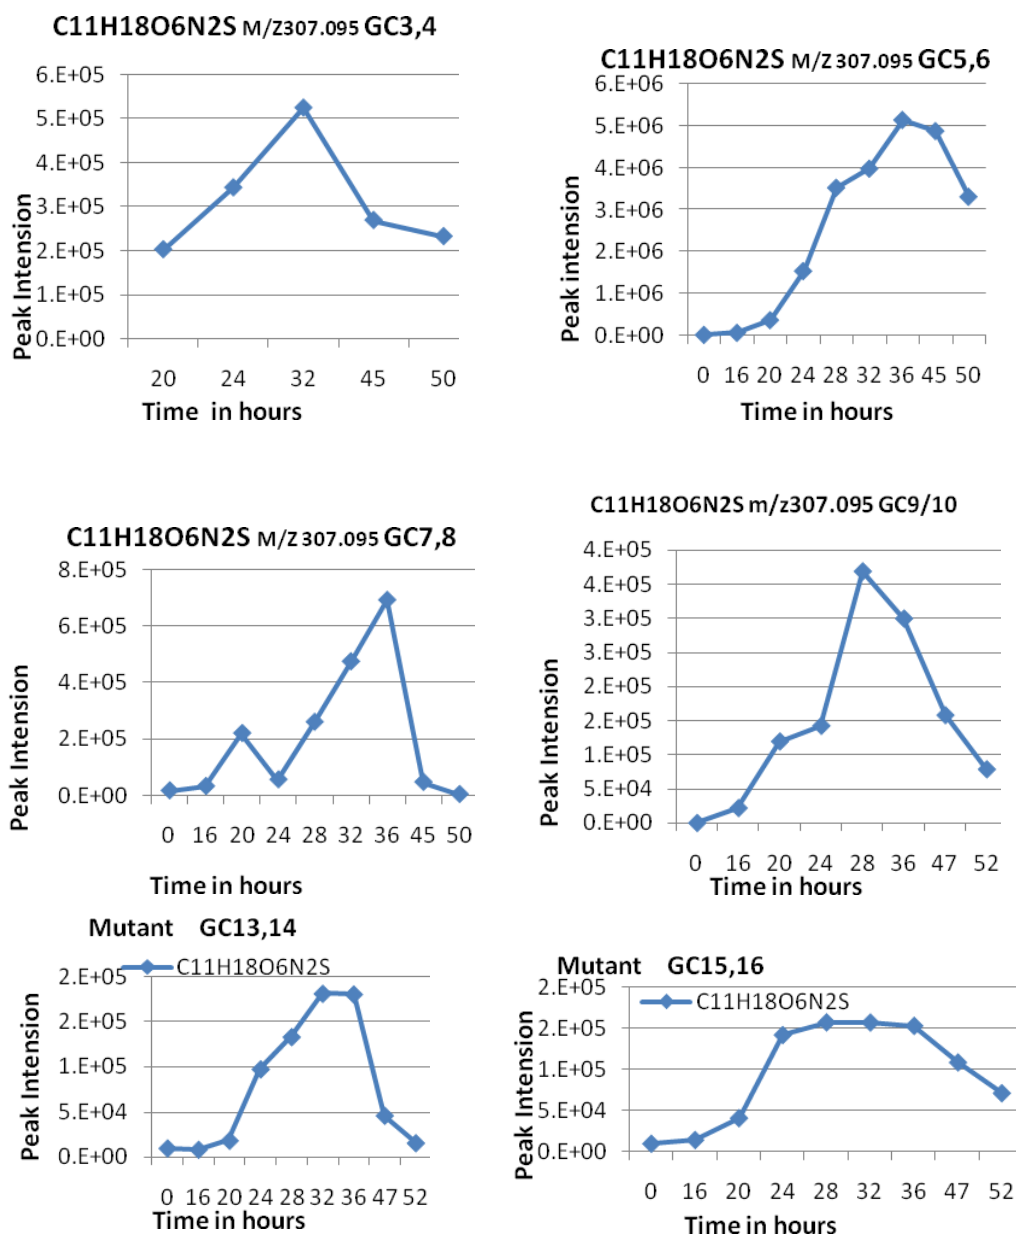 C11H18O6N2S M/Z307.095 GC3,4
6.E+05
5.E+05
4.E+05
3.E+05
2.E+05
1.E+05
0.E+00
Peak Intension
20 24 32 45 50
Time in hours
C11H18O6N2S M/Z 307.095 GC5,6
6.E+06
5.E+06
4.E+06
3.E+06
2.E+06
1.E+06
0.E+00
Peak intension
0 16 20 24 28 32 36 45 50
Time in hours
C11H18O6N2S M/Z 307.095 GC7,8
8.E+05
6.E+05
4.E+05
2.E+05
0.E+00
Peak Intension
0 16 20 24 28 32 36 45 50
Time in hours
C11H18O6N2S m/z307.095 GC9/10
4.E+05
4.E+05
3.E+05
3.E+05
2.E+05
2.E+05
1.E+05
5.E+04
0.E+00
Peak Intension
0 16 20 24 28 36 47 52
Time in hours
Mutant GC13,14
C11H18O6N2S
2.E+05
2.E+05
1.E+05
5.E+04
0.E+00
Peak Intension
0 16 20 24 28 32 36 47 52
Time in hours
Mutant GC15,16
C11H18O6N2S
2.E+05
2.E+05
1.E+05
5.E+04
0.E+00
Peak Intension
0 16 20 24 28 32 36 47 52
Time in hours